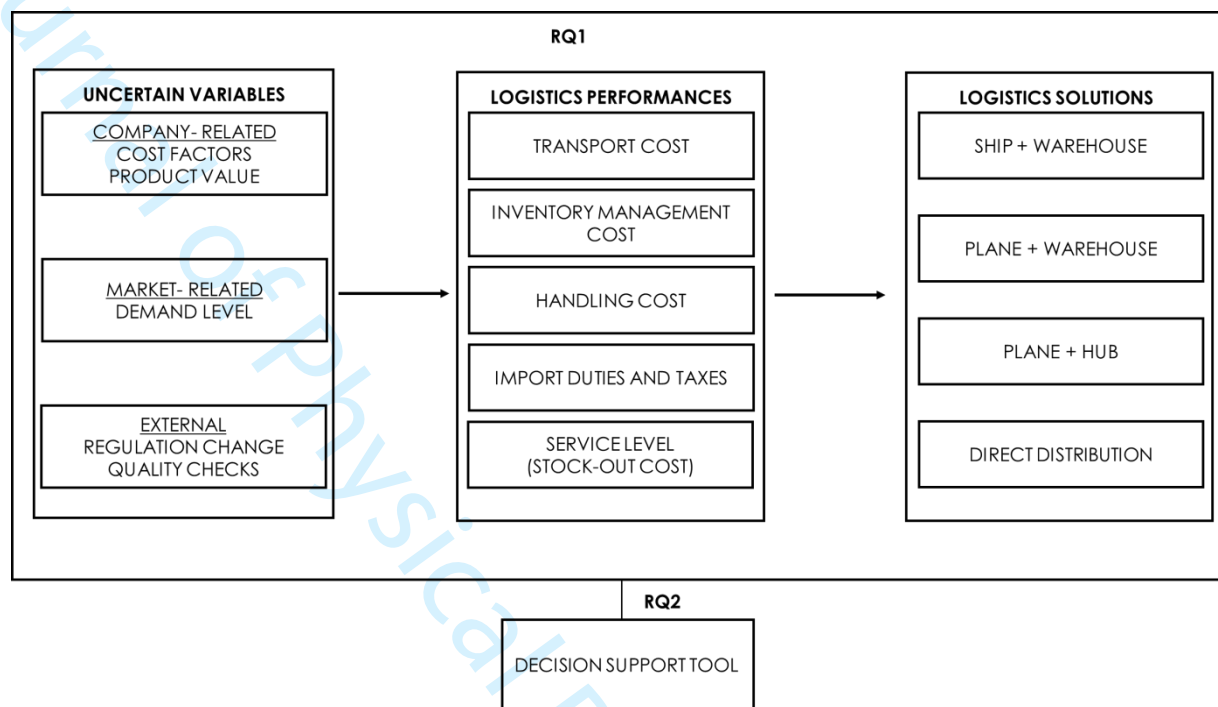 RQ1
UNCERTAIN VARIABLES
COMPANY- RELATED
COST FACTORS
PRODUCT VALUE
MARKET- RELATED
DEMAND LEVEL
EXTERNAL
REGULATION CHANGE
QUALITY CHECKS
LOGISTICS PERFORMANCES
TRANSPORT COST
INVENTORY MANAGEMENT
COST
HANDLING COST
IMPORT DUTIES AND TAXES
SERVICE LEVEL
(STOCK-OUT COST)
LOGISTICS SOLUTIONS
SHIP + WAREHOUSE
PLANE + WAREHOUSE
PLANE + HUB
DIRECT DISTRIBUTION
RQ2
DECISION SUPPORT TOOL
of Physical